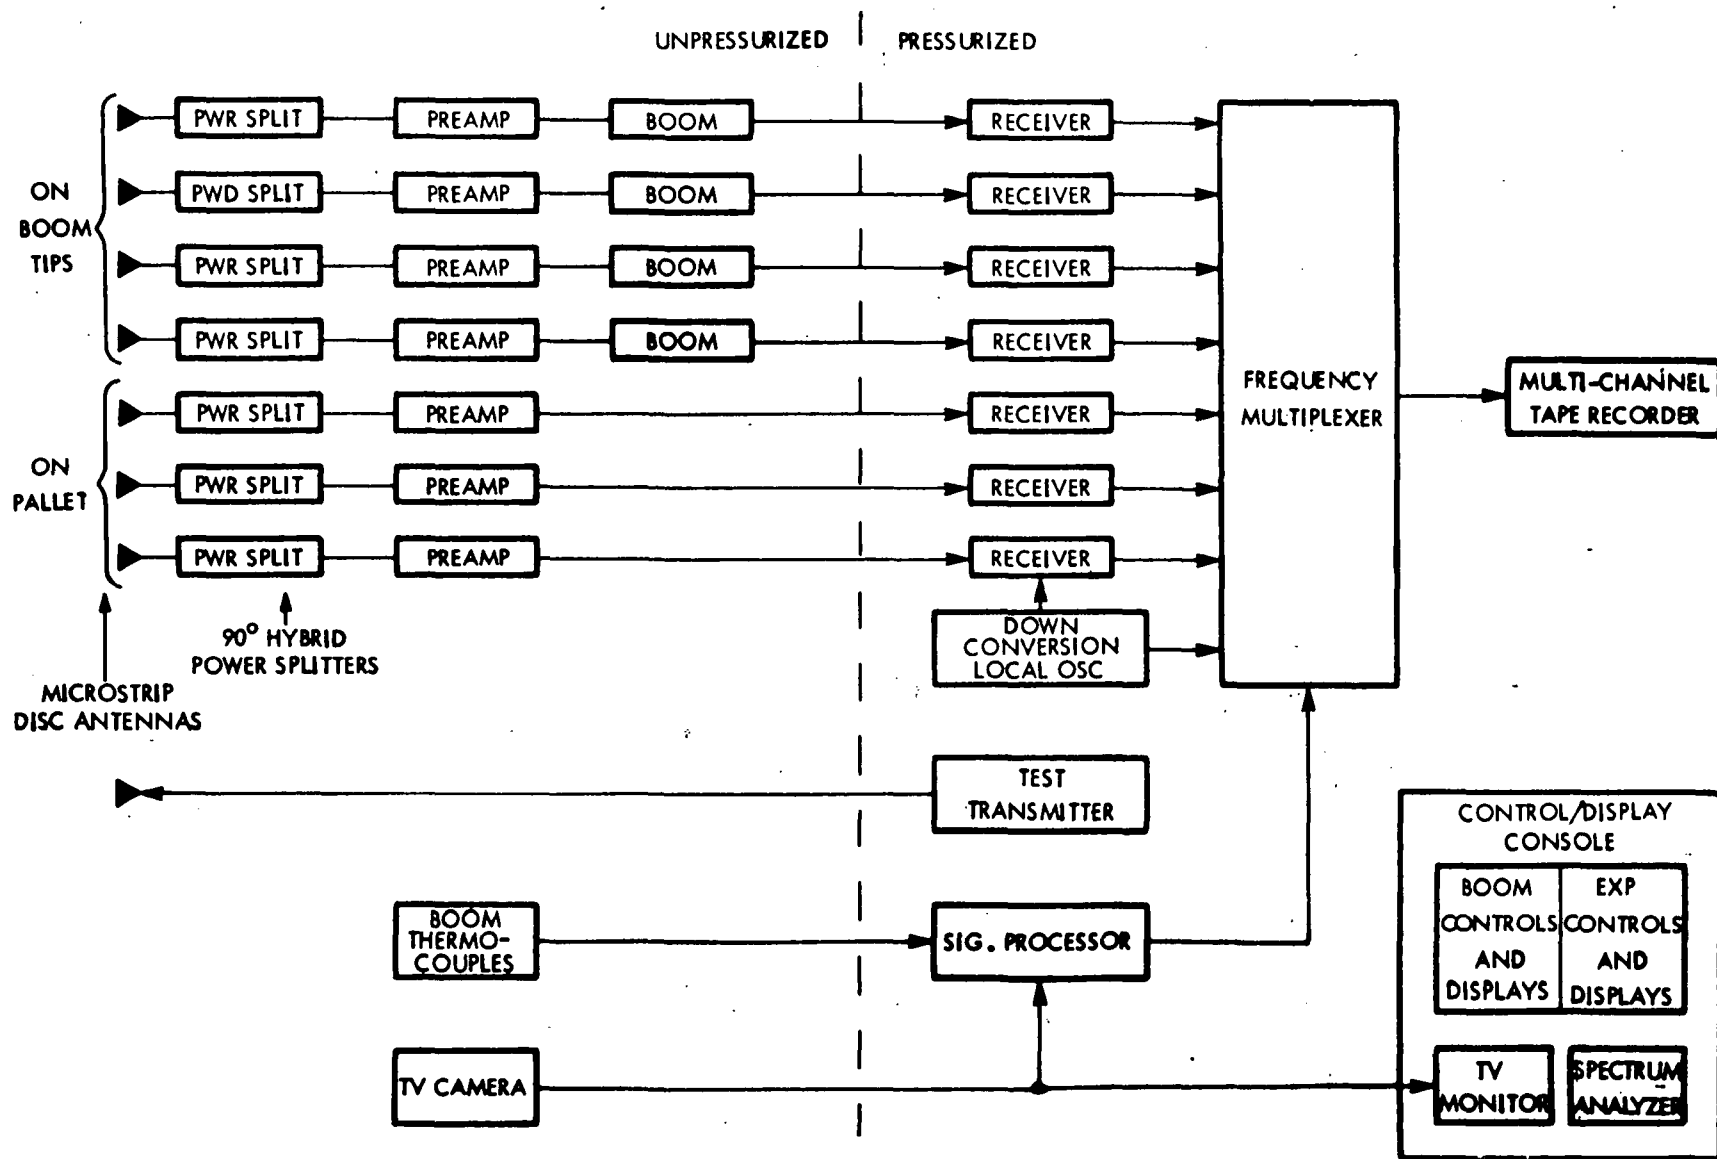 UNPRESSURIZED
PRESSURIZED
PWR SPLIT
PREAMP
BOOM
RECEIVER
PWD SPLIT
PREAMP
BOOM
RECEIVER
ON
BOOM
TIPS
PWR SPLIT
PREAMP
BOOM
RECEIVER
PWR SPLIT
PREAMP
BOOM
RECEIVER
FREQUENCY
MULTIPLEXER
MULTI-CHANNEL
TAPE RECORDER
PWR SPLIT
PREAMP
RECEIVER
ON
PALLET
PWR SPLIT
PREAMP
RECEIVER
PWR SPLIT
PREAMP
RECEIVER
90° HYBRID
POWER SPLITTERS
DOWN
CONVERSION
LOCAL OSC
MICROSTRIP
DISC ANTENNAS
TEST
TRANSMITTER
CONTROL/DISPLAY
CONSOLE
BOOM
CONTROLS
AND
DISPLAYS
EXP
CONTROLS
AND
DISPLAYS
BOOM
THERMO-
COUPLES
SIG. PROCESSOR
TV CAMERA
TV
MONITOR
SPECTRUM
ANALYZER